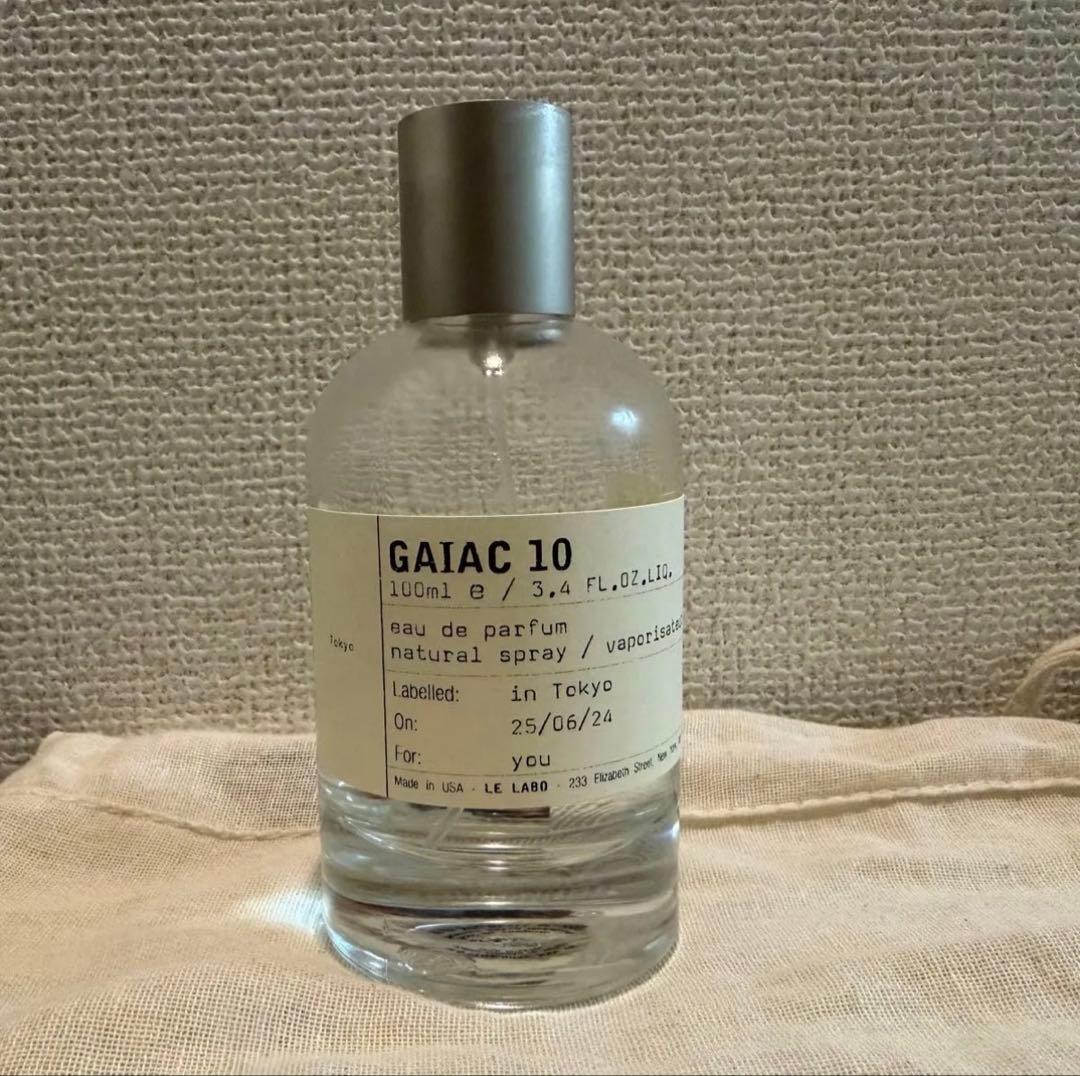 Tokyo
GAIAC 10
100ml e / 3.4 FL.OZ.LIQ.
eau de parfum
natural spray /
Labelled: in Tokyo
On: 25/06/24
For: you
Made in USA - LE LABO - 233 Elizabeth Street, New York,